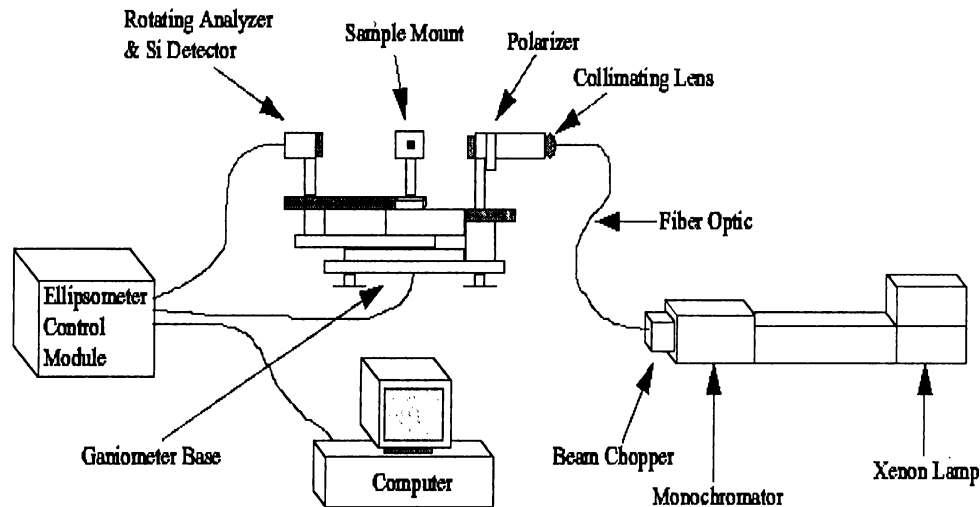 Rotating Analyzer
& Si Detector
Sample Mount
Polarizer
Collimating Lens
Fiber Optic
Ellipsometer
Control
Module
Ganiometer Base
Computer
Beam Chopper
Monochromator
Xenon Lamp